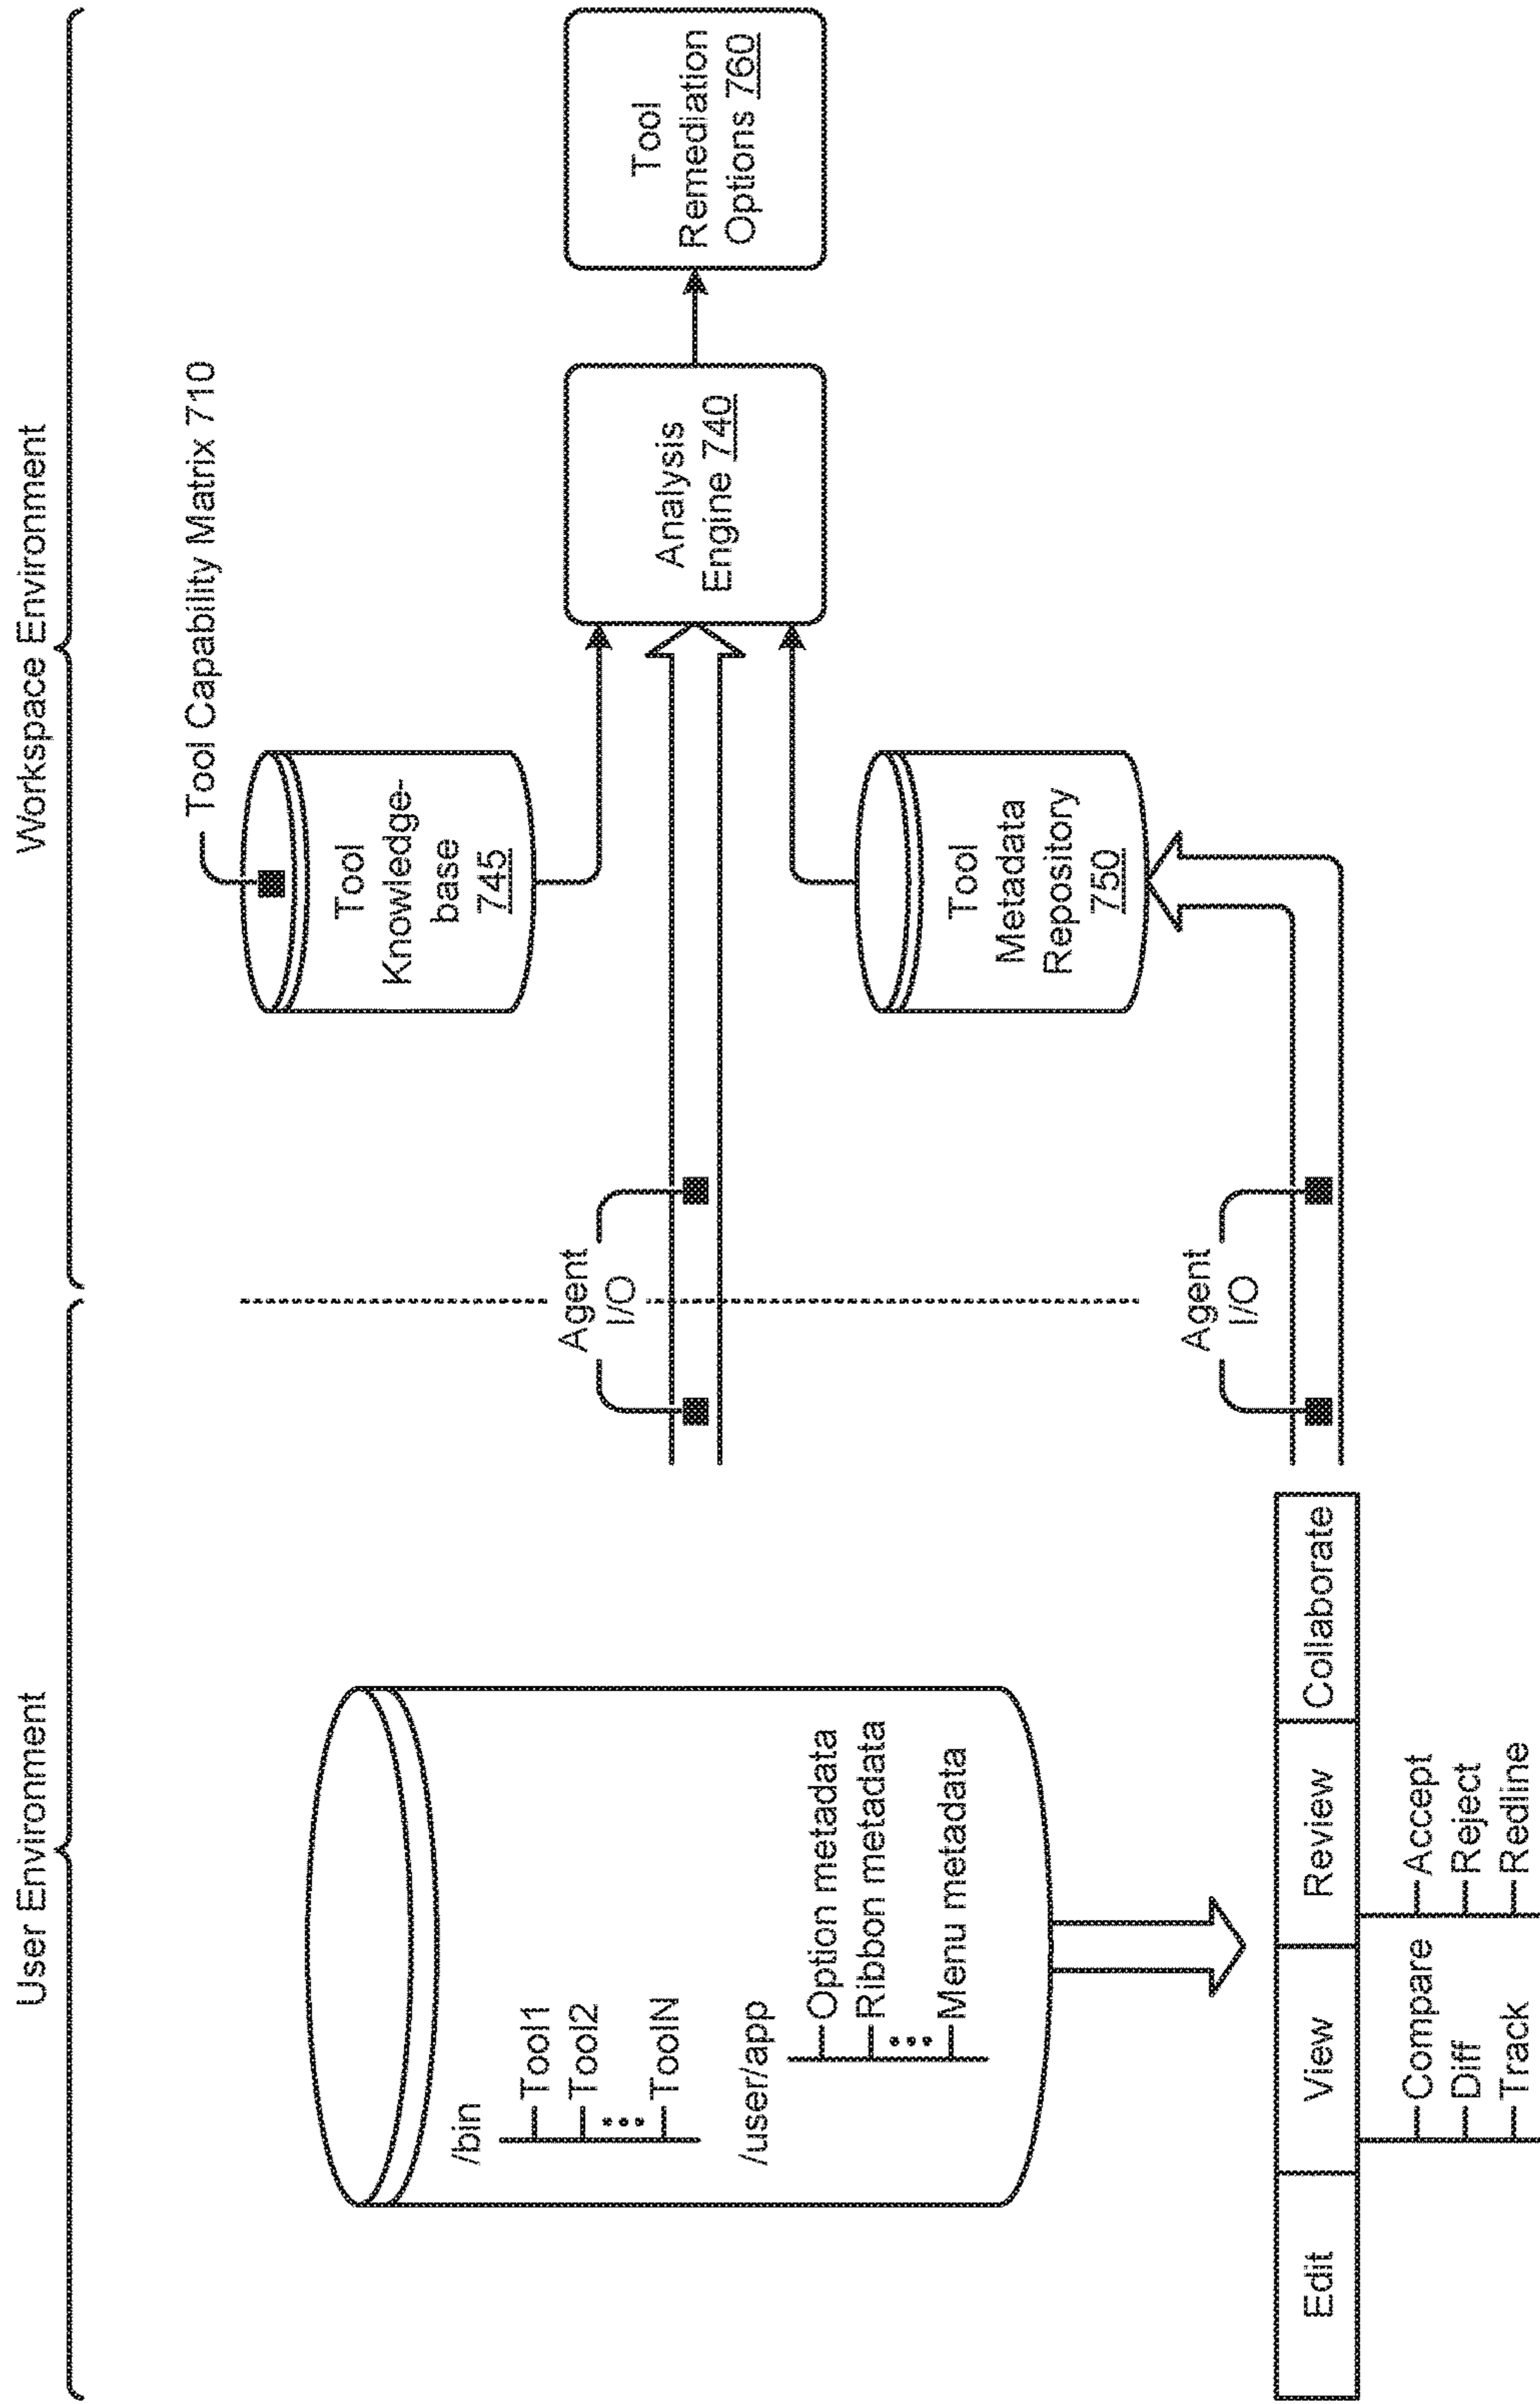 User Environment
Workspace Environment
/bin
Tool1
Tool2
ToolN
/user/app
Option metadata
Ribbon metadata
Menu metadata
Edit
View
Review
Collaborate
Compare
Diff
Track
Accept
Reject
Redline
Agent
I/O
Agent
I/O
Tool Capability Matrix 710
Tool
Knowledge-
base
745
Tool
Metadata
Repository
750
Analysis
Engine 740
Tool
Remediation
Options 760